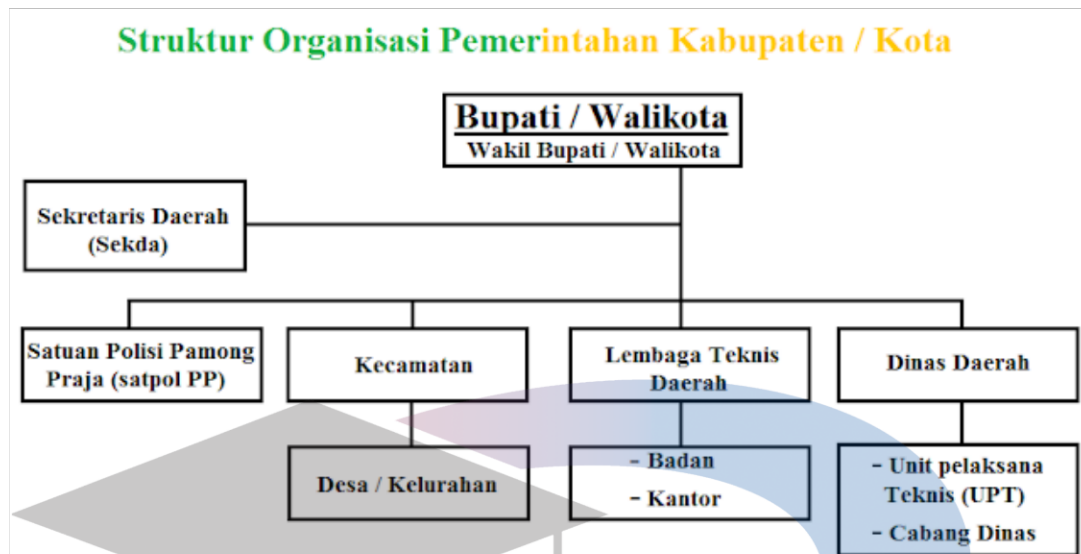 Struktur Organisasi Pemerintahan Kabupaten / Kota
Bupati / Walikota
Wakil Bupati / Walikota
Sekretaris Daerah
(Sekda)
Satuan Polisi Pamong
Praja (satpol PP)
Kecamatan
Lembaga Teknis
Daerah
Dinas Daerah
Desa / Kelurahan
- Badan
- Kantor
- Unit pelaksana
Teknis (UPT)
- Cabang Dinas